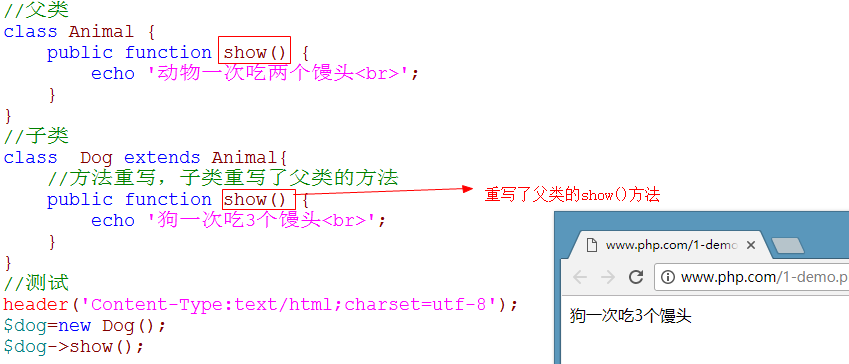 //父类
class Animal {
    public function show() {
        echo '动物一次吃两个馒头<br>';
    }
}
//子类
class  Dog extends Animal{
    //方法重写，子类重写了父类的方法
    public function show() {
        echo '狗一次吃3个馒头<br>';
    }
}
//测试
header('Content-Type:text/html;charset=utf-8');
$dog=new Dog();
$dog->show();
重写了父类的show()方法
www.php.com/1-demo
www.php.com/1-demo.p
狗一次吃3个馒头